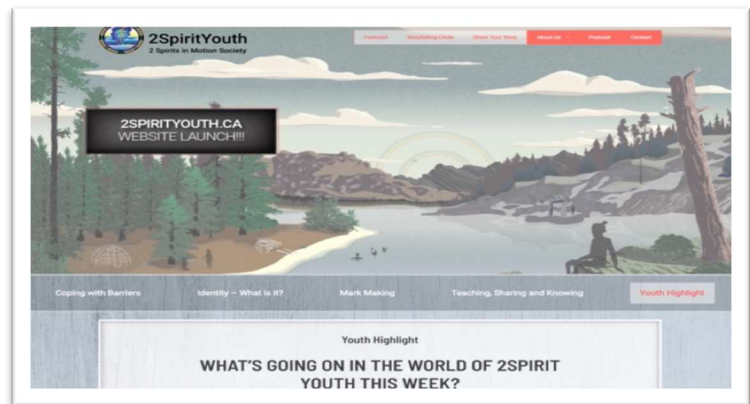 2SpiritYouth
2 Spirits in Motion Society
Featured Storytelling Circle Share Your Story About Us Podcast Contact
2SPIRITYOUTH.CA
WEBSITE LAUNCH!!!
Coping with Barriers Identity – What is it? Mark Making Teaching, Sharing and Knowing Youth Highlight
Youth Highlight
WHAT'S GOING ON IN THE WORLD OF 2SPIRIT
YOUTH THIS WEEK?